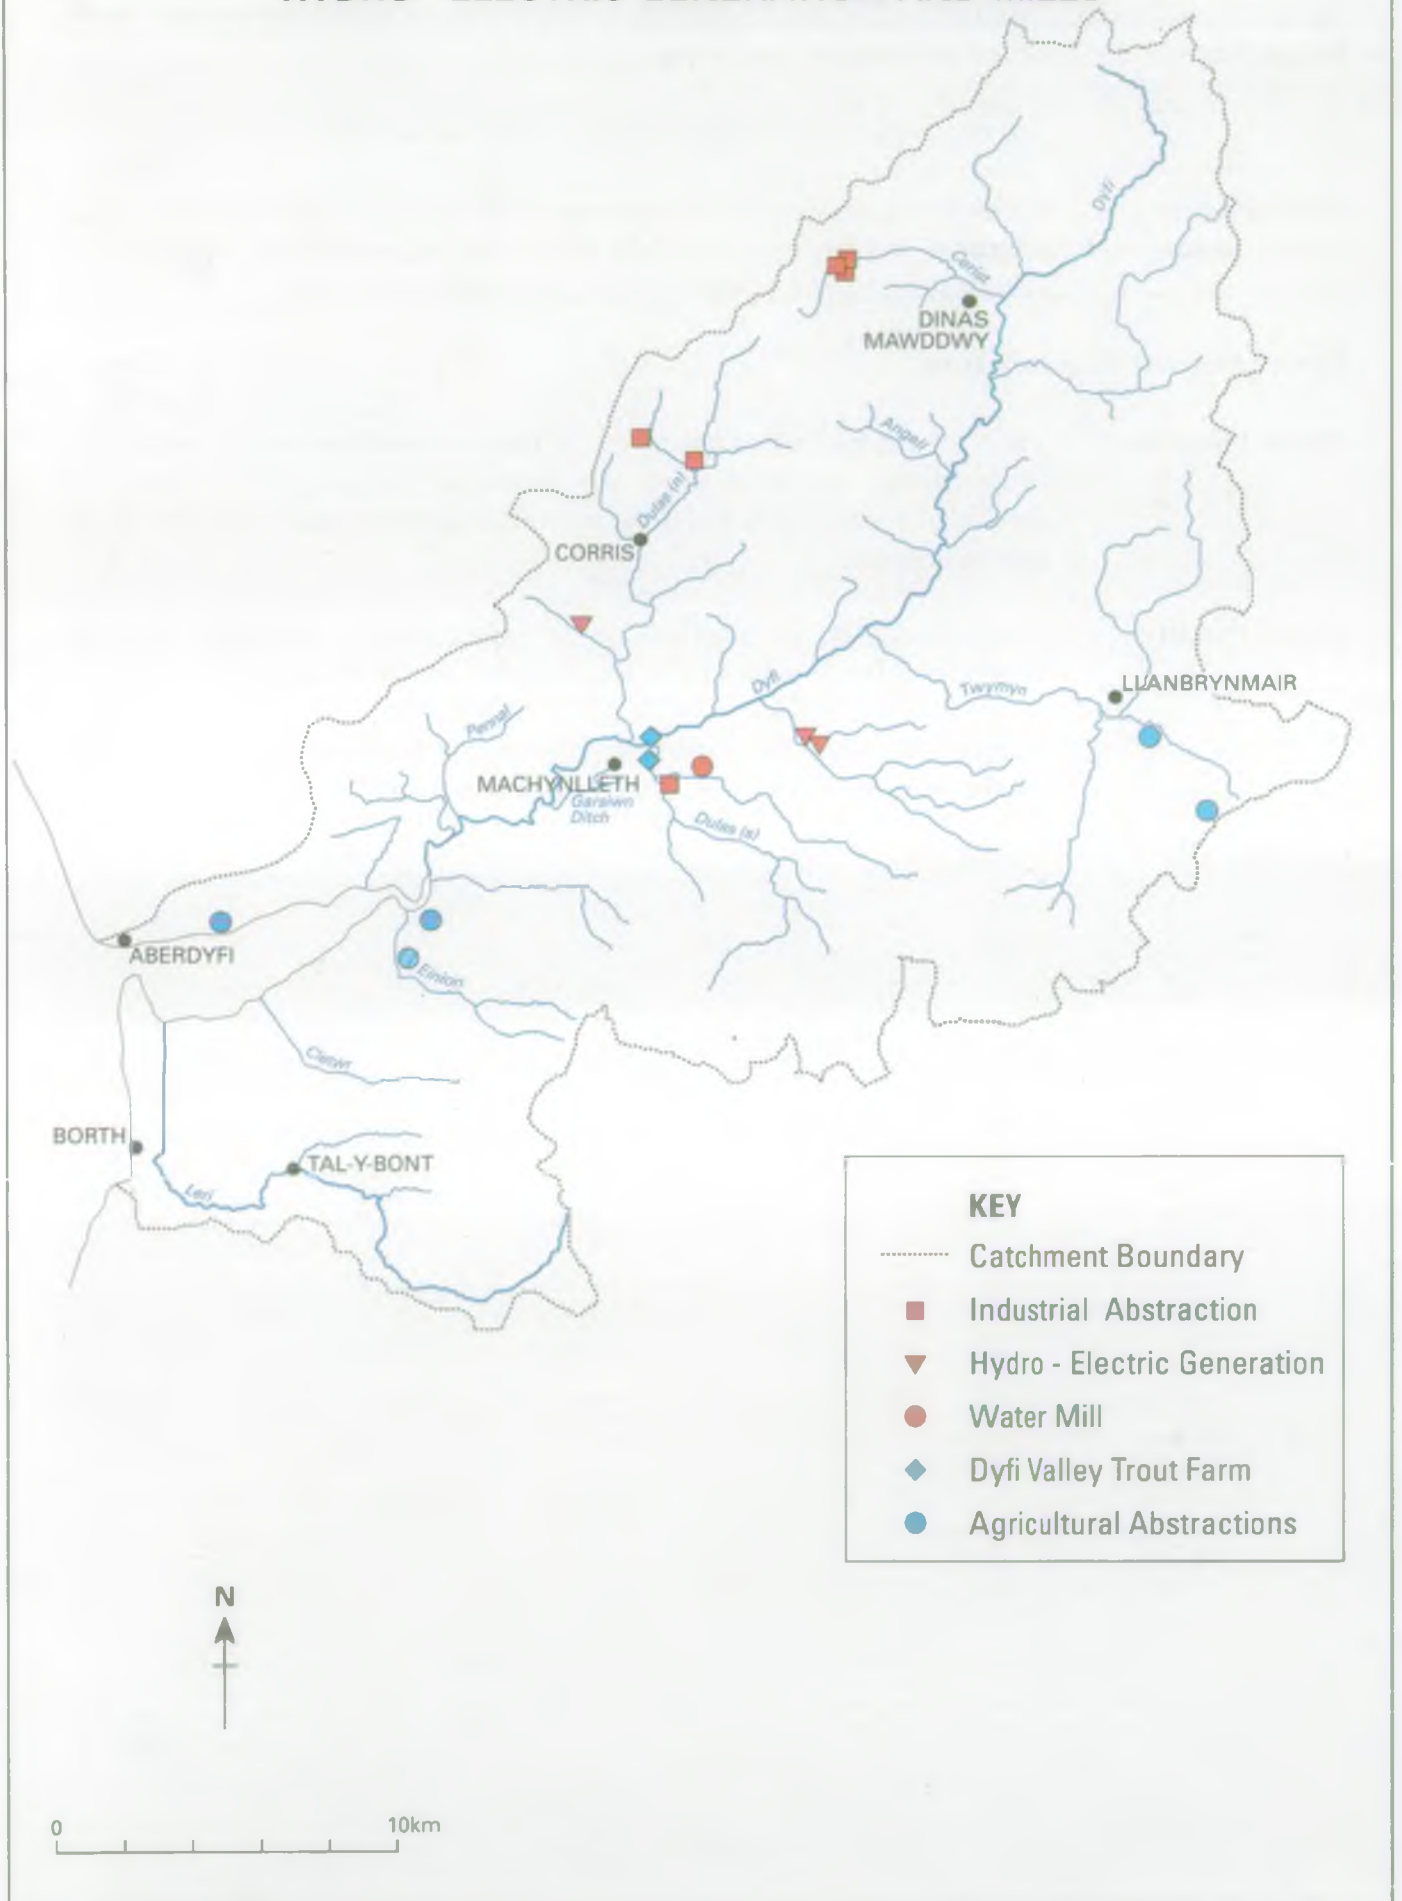 Dyfi
Cerist
DINAS
MAWDDWY
Angell
Dulas (n)
CORRIS
LLANBRYNMAIR
Twymyn
Dyfi
Pennal
MACHYNLLETH
Garsiwn
Ditch
Dulas (s)
ABERDYFI
Einion
Cletwr
BORTH
TAL-Y-BONT
Leri
KEY
Catchment Boundary
Industrial Abstraction
Hydro - Electric Generation
Water Mill
Dyfi Valley Trout Farm
Agricultural Abstractions
N
0 10km